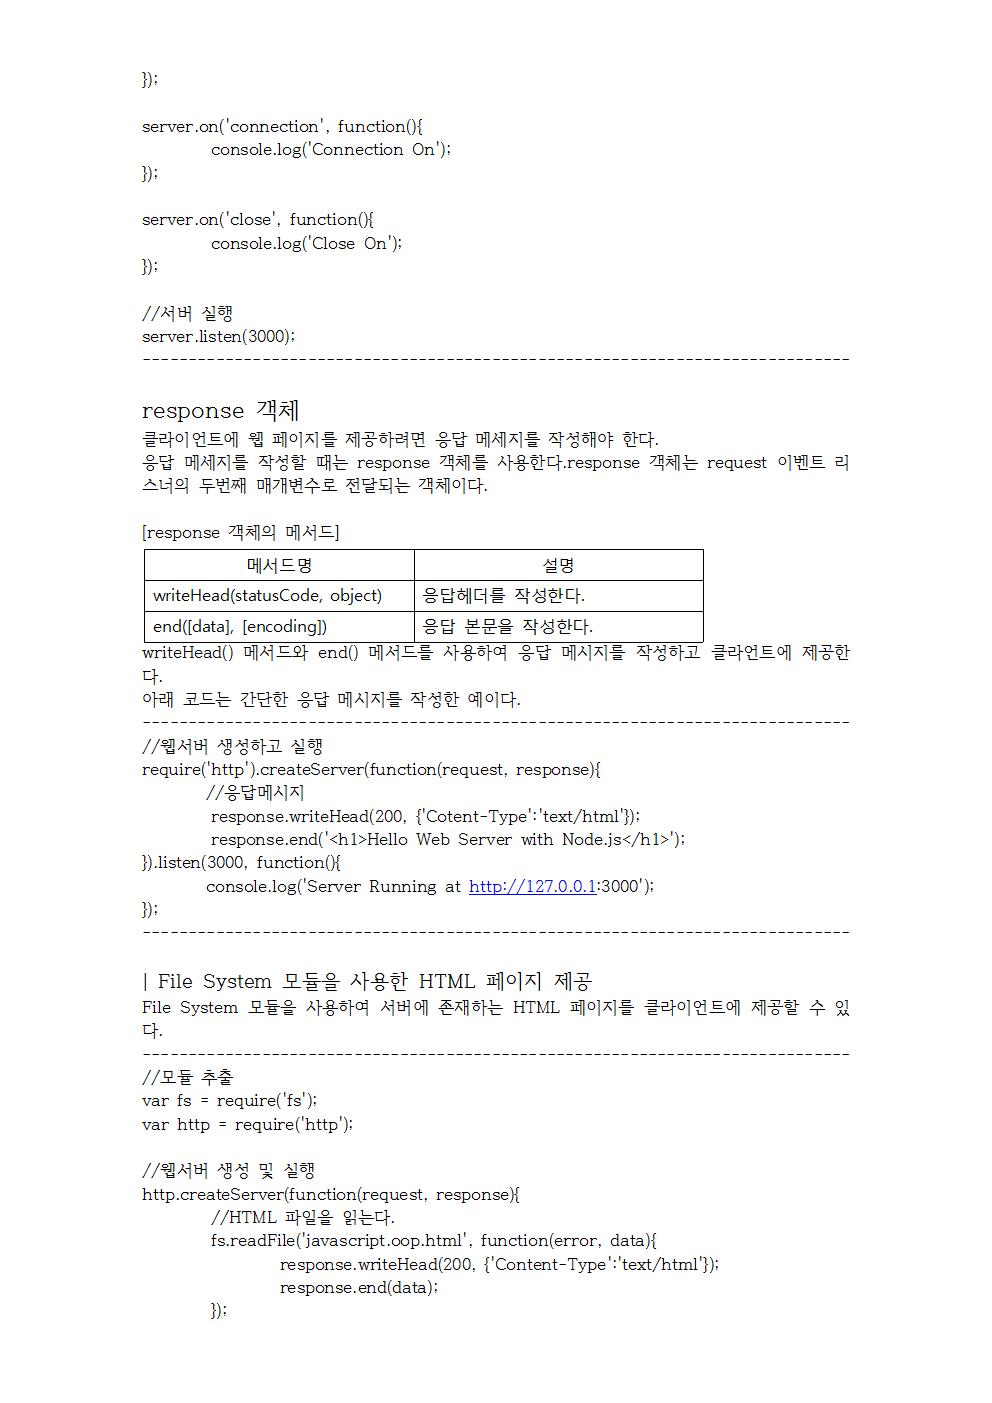 });
server.on('connection', function(){
console.log('Connection On');
});
server.on('close', function(){
console.log('Close On');
});
//서버 실행
server.listen(3000);
--------------------------------------------------------------------------------
response 객체
클라이언트에 웹 페이지를 제공하려면 응답 메세지를 작성해야 한다.
응답 메세지를 작성할 때는 response 객체를 사용한다.response 객체는 request 이벤트 리
스너의 두번째 매개변수로 전달되는 객체이다.
[response 객체의 메서드]
메서드명 설명
writeHead(statusCode, object) 응답헤더를 작성한다.
end([data], [encoding]) 응답 본문을 작성한다.
writeHead() 메서드와 end() 메서드를 사용하여 응답 메시지를 작성하고 클라언트에 제공한
다.
아래 코드는 간단한 응답 메시지를 작성한 예이다.
--------------------------------------------------------------------------------
//웹서버 생성하고 실행
require('http').createServer(function(request, response){
//응답메시지
response.writeHead(200, {'Cotent-Type':'text/html'});
response.end('<h1>Hello Web Server with Node.js</h1>');
}).listen(3000, function(){
console.log('Server Running at http://127.0.0.1:3000');
});
--------------------------------------------------------------------------------
| File System 모듈을 사용한 HTML 페이지 제공
File System 모듈을 사용하여 서버에 존재하는 HTML 페이지를 클라이언트에 제공할 수 있
다.
--------------------------------------------------------------------------------
//모듈 추출
var fs = require('fs');
var http = require('http');
//웹서버 생성 및 실행
http.createServer(function(request, response){
//HTML 파일을 읽는다.
fs.readFile('javascript.oop.html', function(error, data){
response.writeHead(200, {'Content-Type':'text/html'});
response.end(data);
});